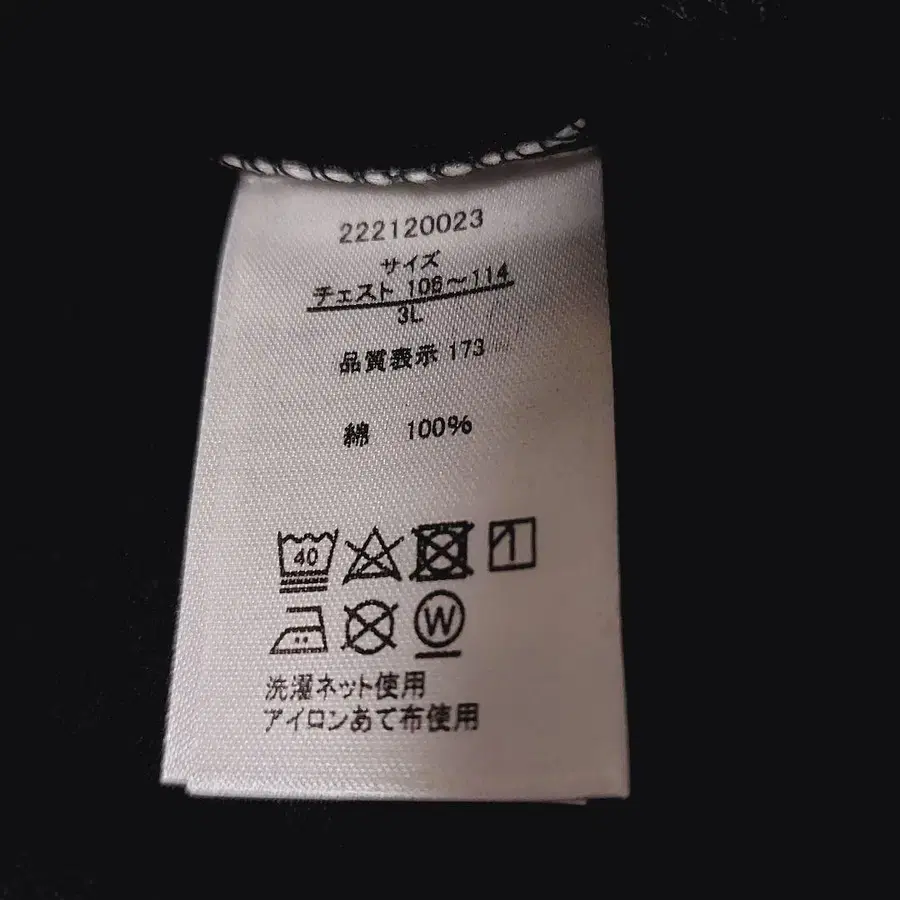 222120023
サイズ
チェスト 106～114
3L
品質表示 173
綿 100%
40
W
洗濯ネット使用
アイロンあて布使用